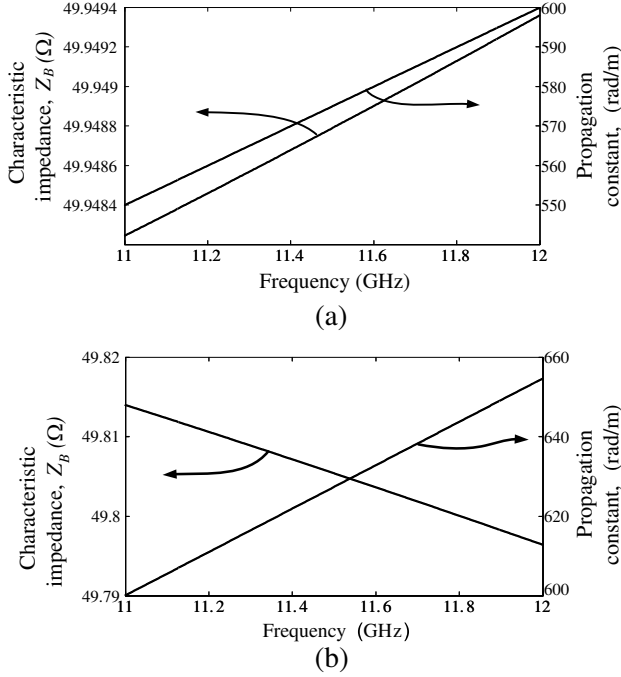 49.9494
49.9492
49.949
49.9488
49.9486
49.9484
Characteristic
impedance, Z_B (Ω)
600
590
580
570
560
550
Propagation
constant, (rad/m)
11 11.2 11.4 11.6 11.8 12
Frequency (GHz)
(a)
49.82
49.81
49.8
49.79
Characteristic
impedance, Z_B (Ω)
660
640
620
600
Propagation
constant, (rad/m)
11 11.2 11.4 11.6 11.8 12
Frequency (GHz)
(b)